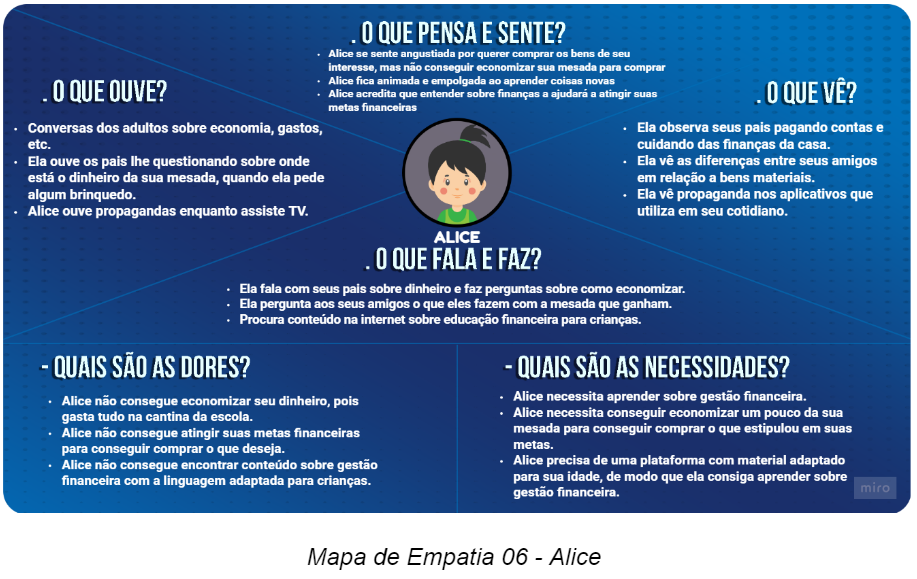 . O QUE PENSA E SENTE?
• Alice se sente angustiada por querer comprar os bens de seu
interesse, mas não conseguir economizar sua mesada para comprar
• Alice fica animada e empolgada ao aprender coisas novas
• Alice acredita que entender sobre finanças a ajudará a atingir suas
metas financeiras
. O QUE OUVE?
• Conversas dos adultos sobre economia, gastos,
etc.
• Ela ouve os pais lhe questionando sobre onde
está o dinheiro da sua mesada, quando ela pede
algum brinquedo.
• Alice ouve propagandas enquanto assiste TV.
. O QUE VÊ?
• Ela observa seus pais pagando contas e
cuidando das finanças da casa.
• Ela vê as diferenças entre seus amigos
em relação a bens materiais.
• Ela vê propaganda nos aplicativos que
utiliza em seu cotidiano.
ALICE
. O QUE FALA E FAZ?
• Ela fala com seus pais sobre dinheiro e faz perguntas sobre como economizar.
• Ela pergunta aos seus amigos o que eles fazem com a mesada que ganham.
• Procura conteúdo na internet sobre educação financeira para crianças.
- QUAIS SÃO AS DORES?
• Alice não consegue economizar seu dinheiro, pois
gasta tudo na cantina da escola.
• Alice não consegue atingir suas metas financeiras
para conseguir comprar o que deseja.
• Alice não consegue encontrar conteúdo sobre gestão
financeira com a linguagem adaptada para crianças.
- QUAIS SÃO AS NECESSIDADES?
• Alice necessita aprender sobre gestão financeira.
• Alice necessita conseguir economizar um pouco da sua
mesada para conseguir comprar o que estipulou em suas
metas.
• Alice precisa de uma plataforma com material adaptado
para sua idade, de modo que ela consiga aprender sobre
gestão financeira.
miro
Mapa de Empatia 06 - Alice